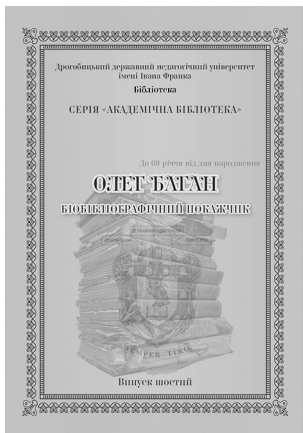 Дрогобицький державний педагогічний університет
імені Івана Франка
Бібліотека
СЕРІЯ «АКАДЕМІЧНА БІБЛІОТЕКА»
До 60 річчя від дня народження
ОЛЕГ БАГАН
БІОБІБЛІОГРАФІЧНИЙ ПОКАЖЧИК
SEMPER TIRO
Випуск шостий